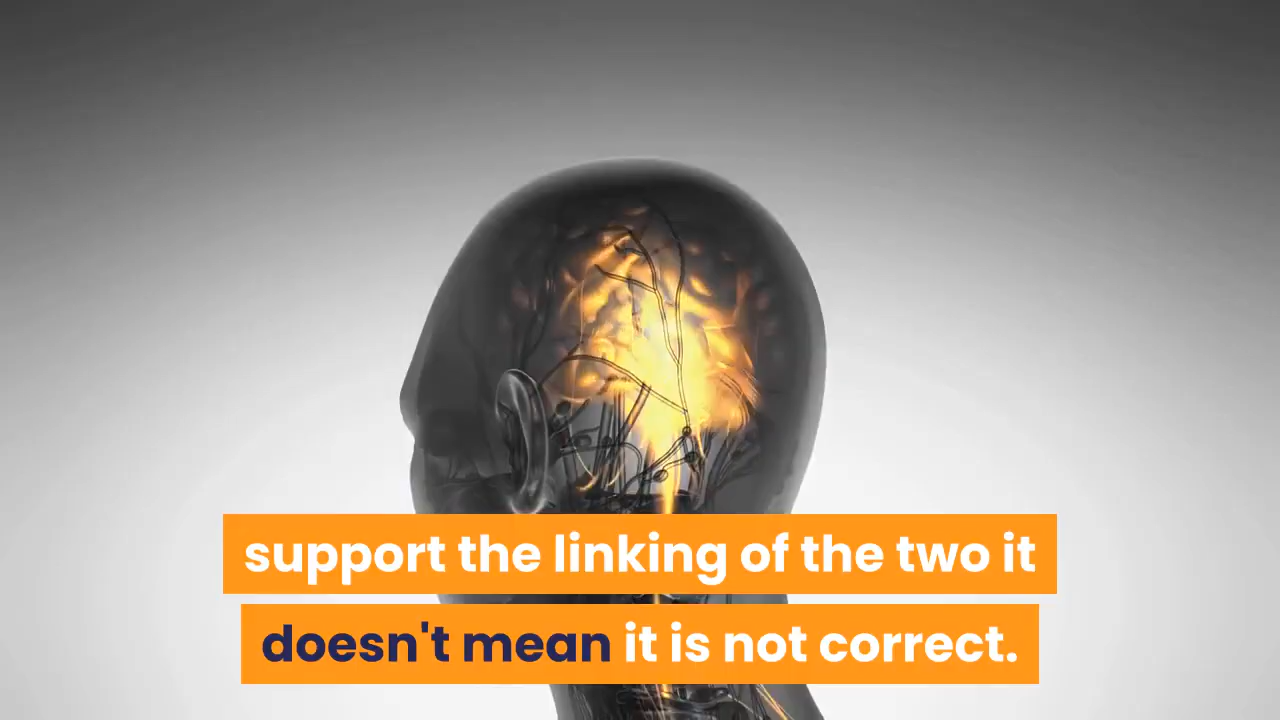 support the linking of the two it
doesn't mean it is not correct.